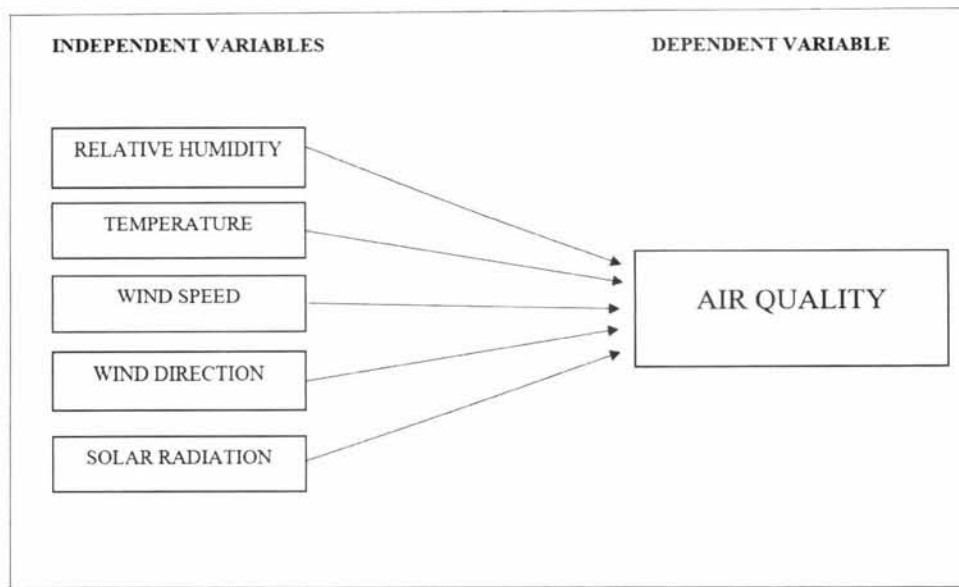 INDEPENDENT VARIABLES
DEPENDENT VARIABLE
RELATIVE HUMIDITY
TEMPERATURE
WIND SPEED
WIND DIRECTION
SOLAR RADIATION
AIR QUALITY